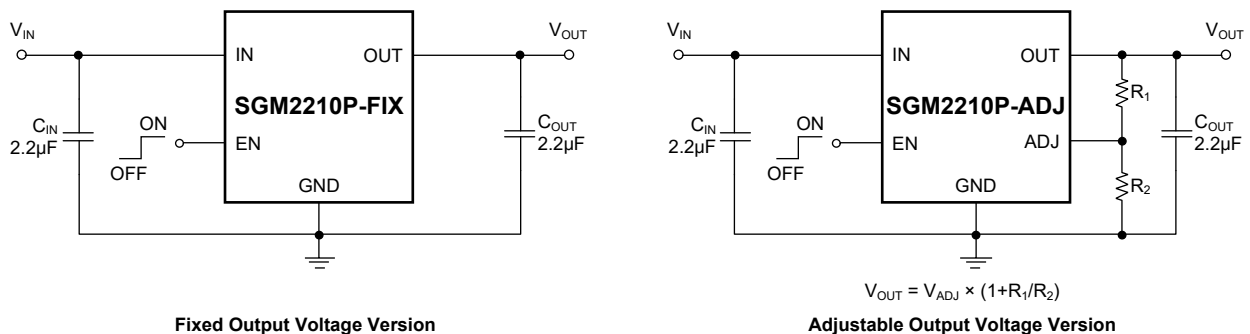 V_IN
V_OUT
IN
OUT
SGM2210P-FIX
C_IN
2.2µF
ON
OFF
EN
GND
C_OUT
2.2µF
Fixed Output Voltage Version
V_IN
V_OUT
IN
OUT
SGM2210P-ADJ
R_1
C_IN
2.2µF
ON
OFF
EN
ADJ
GND
R_2
C_OUT
2.2µF
V_OUT = V_ADJ × (1+R_1/R_2)
Adjustable Output Voltage Version